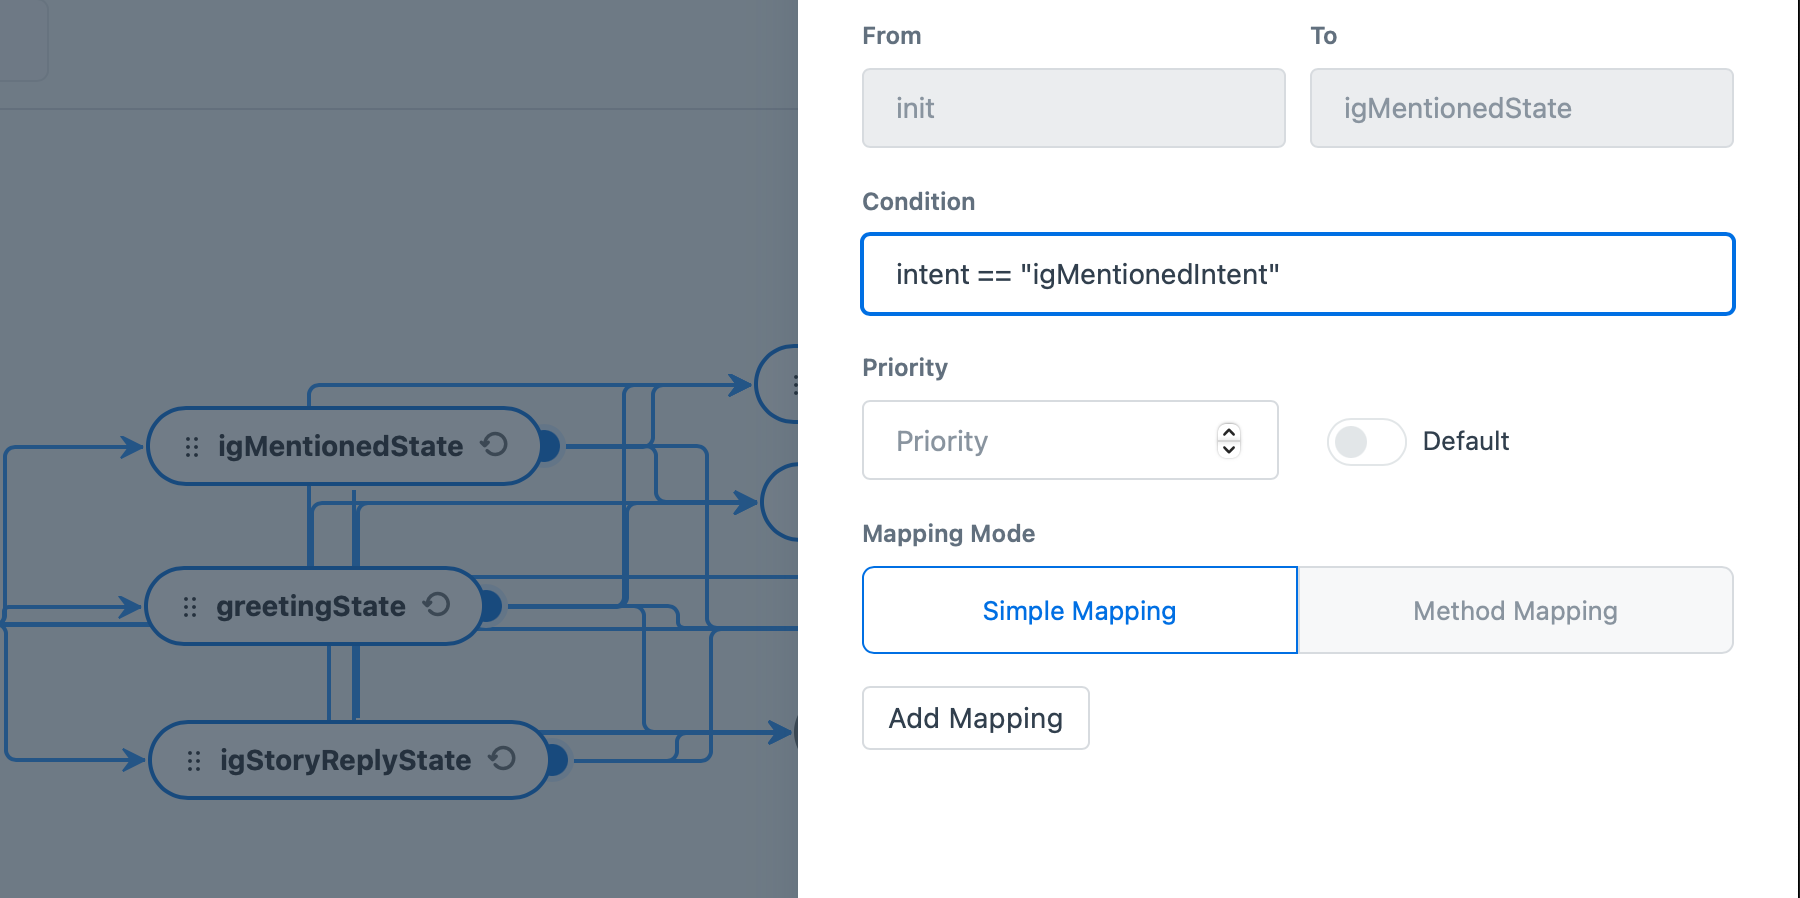 From
To
init
igMentionedState
Condition
intent == "igMentionedIntent"
Priority
Priority
Default
Mapping Mode
Simple Mapping
Method Mapping
Add Mapping
igMentionedState
greetingState
igStoryReplyState